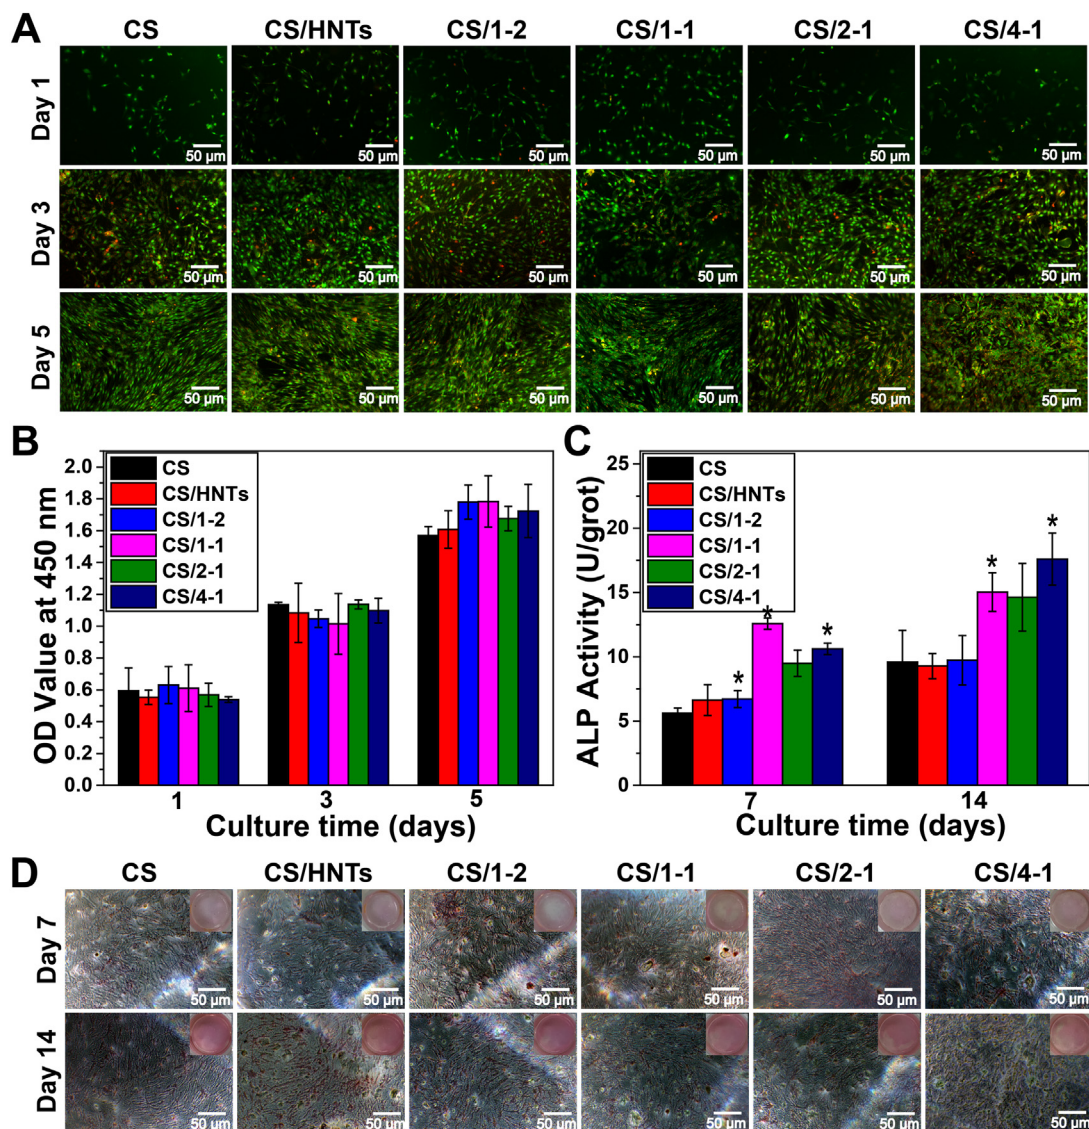 A
CS CS/HNTs CS/1-2 CS/1-1 CS/2-1 CS/4-1
Day 1
50 µm 50 µm 50 µm 50 µm 50 µm 50 µm
Day 3
50 µm 50 µm 50 µm 50 µm 50 µm 50 µm
Day 5
50 µm 50 µm 50 µm 50 µm 50 µm 50 µm
B
OD Value at 450 nm
2.0
1.8
1.6
1.4
1.2
1.0
0.8
0.6
0.4
0.2
0.0
CS
CS/HNTs
CS/1-2
CS/1-1
CS/2-1
CS/4-1
1 3 5
Culture time (days)
C
ALP Activity (U/grot)
25
20
15
10
5
0
CS
CS/HNTs
CS/1-2
CS/1-1
CS/2-1
CS/4-1
* * * * *
7 14
Culture time (days)
D
CS CS/HNTs CS/1-2 CS/1-1 CS/2-1 CS/4-1
Day 7
50 µm 50 µm 50 µm 50 µm 50 µm 50 µm
Day 14
50 µm 50 µm 50 µm 50 µm 50 µm 50 µm